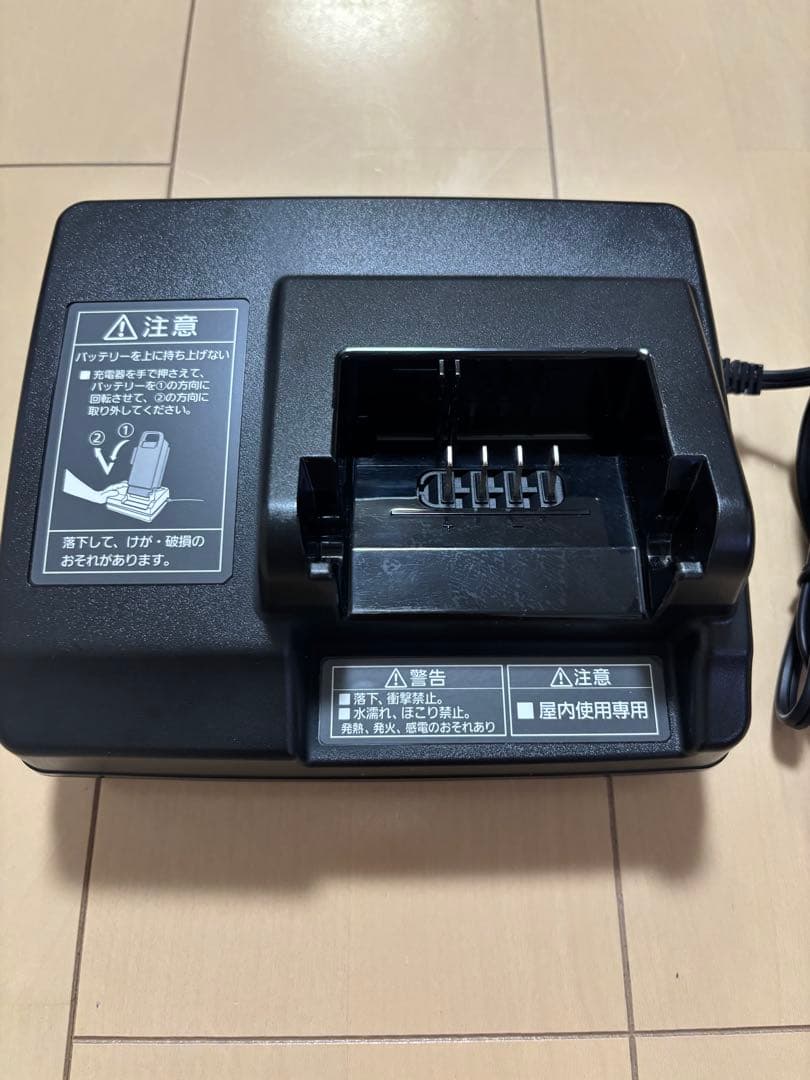 ⚠注意
バッテリーを上に持ち上げない
■充電器を手で押さえて、
バッテリーを①の方向に
回転させて、②の方向に
取り外してください。
①
②
落下して、けが・破損の
おそれがあります。
+
−
⚠警告
■落下、衝撃禁止。
■水濡れ、ほこり禁止。
発熱、発火、感電のおそれあり
⚠注意
■屋内使用専用